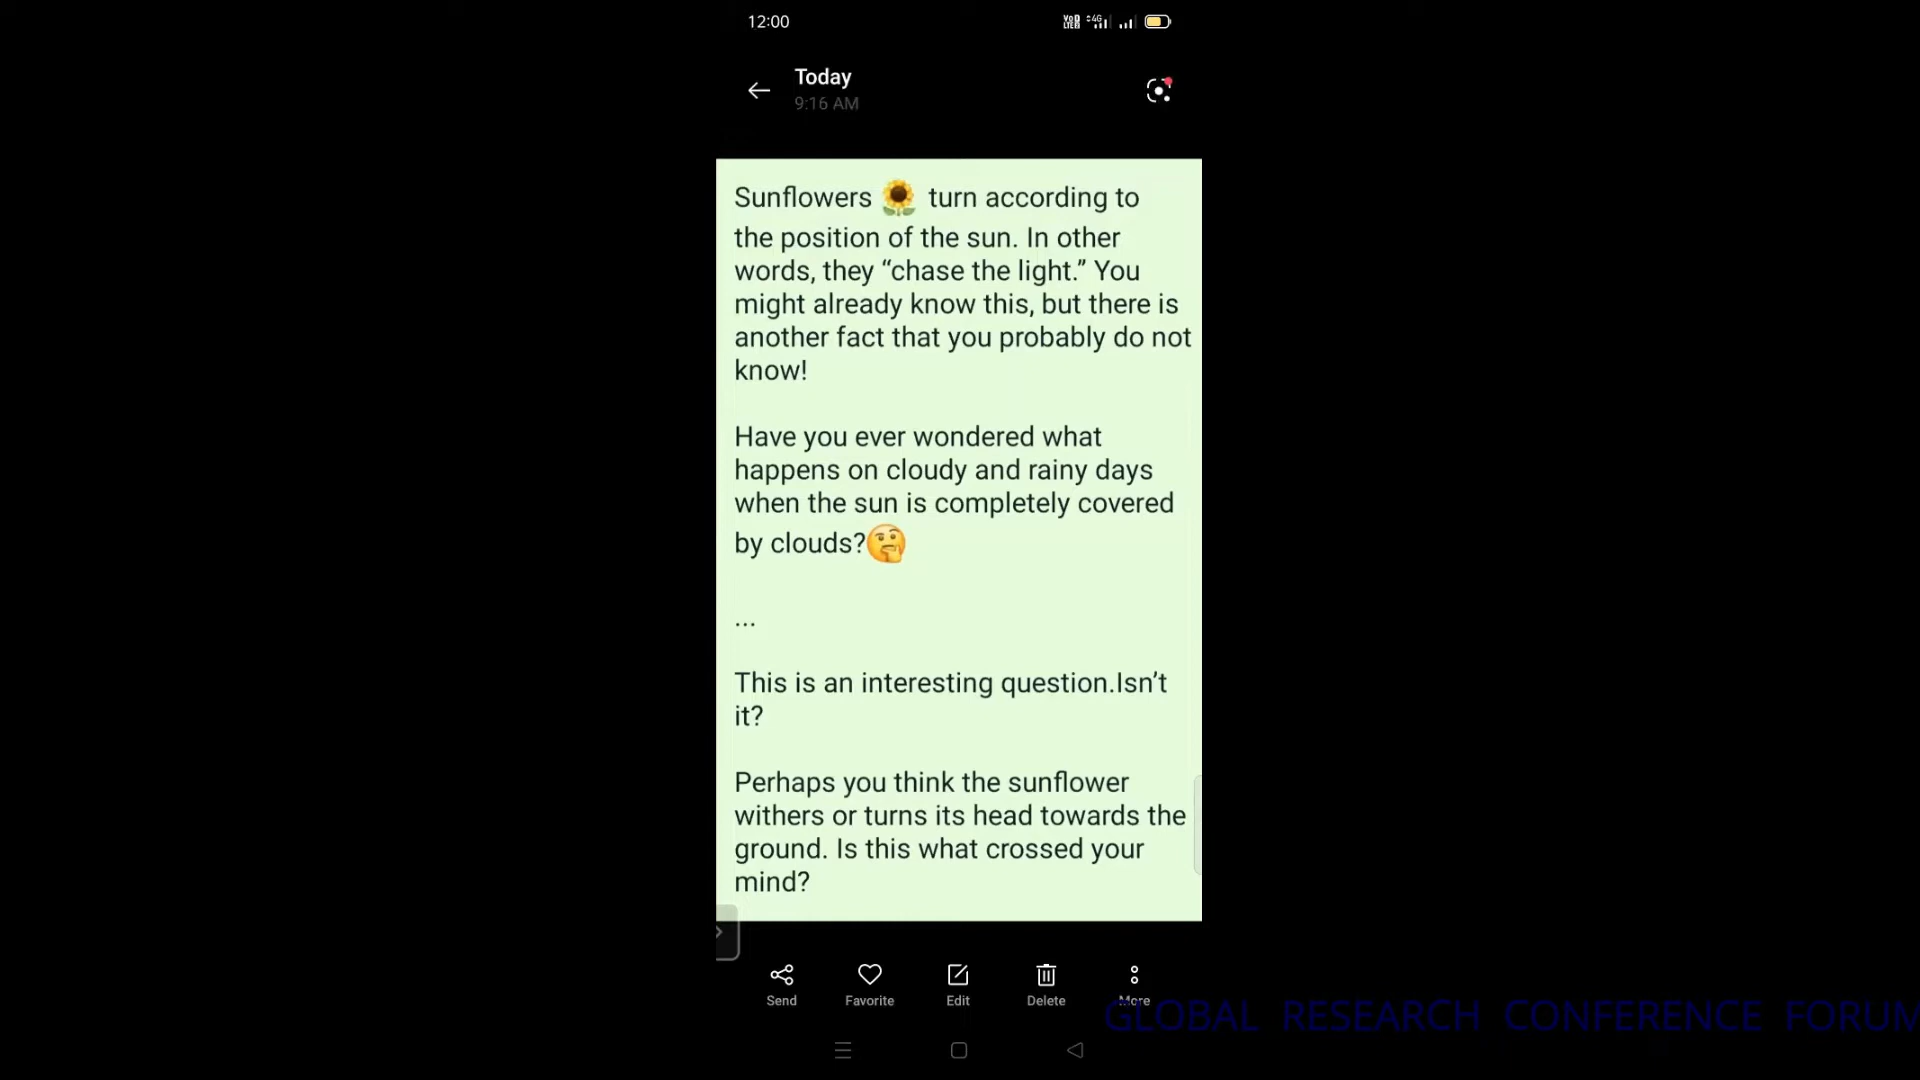 12:00
VoD LTE 4G
Today
9:16 AM
Sunflowers 🌻 turn according to
the position of the sun. In other
words, they “chase the light.” You
might already know this, but there is
another fact that you probably do not
know!
Have you ever wondered what
happens on cloudy and rainy days
when the sun is completely covered
by clouds?🤔
...
This is an interesting question.Isn’t
it?
Perhaps you think the sunflower
withers or turns its head towards the
ground. Is this what crossed your
mind?
Send Favorite Edit Delete More
GLOBAL RESEARCH CONFERENCE FORUM